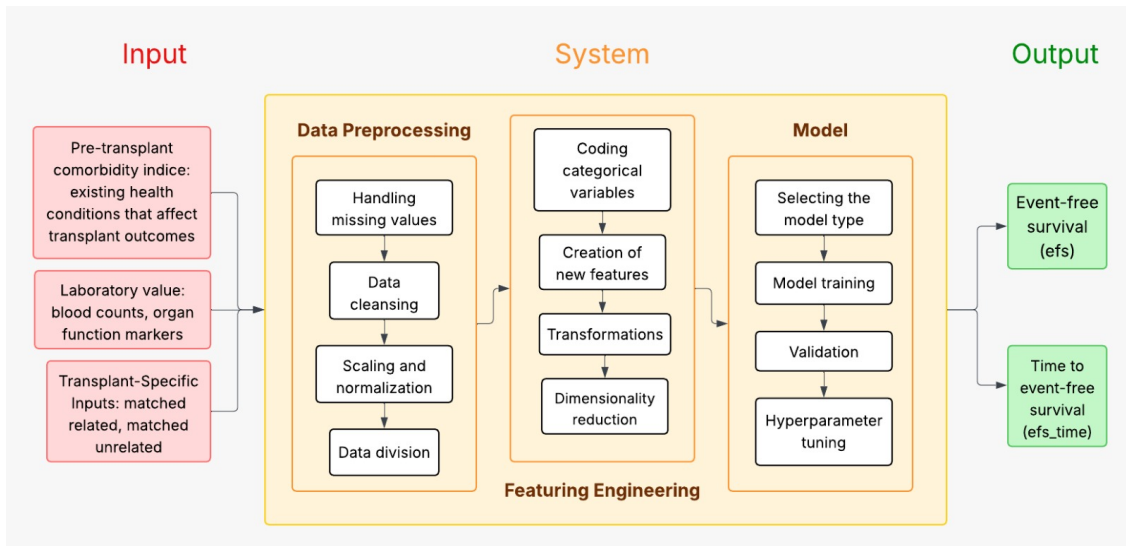 Input
System
Output
Pre-transplant
comorbidity indice:
existing health
conditions that affect
transplant outcomes
Laboratory value:
blood counts, organ
function markers
Transplant-Specific
Inputs: matched
related, matched
unrelated
Data Preprocessing
Handling
missing values
Data
cleansing
Scaling and
normalization
Data division
Coding
categorical
variables
Creation of
new features
Transformations
Dimensionality
reduction
Featuring Engineering
Model
Selecting the
model type
Model training
Validation
Hyperparameter
tuning
Event-free
survival
(efs)
Time to
event-free
survival
(efs_time)